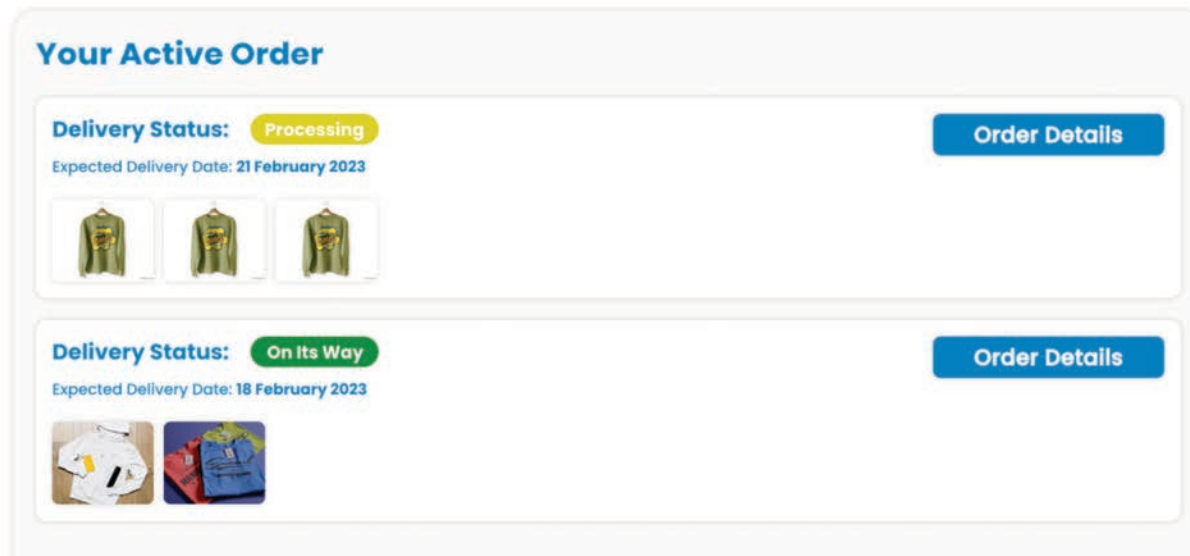 Your Active Order
Delivery Status: Processing
Order Details
Expected Delivery Date: 21 February 2023
Delivery Status: On Its Way
Order Details
Expected Delivery Date: 18 February 2023